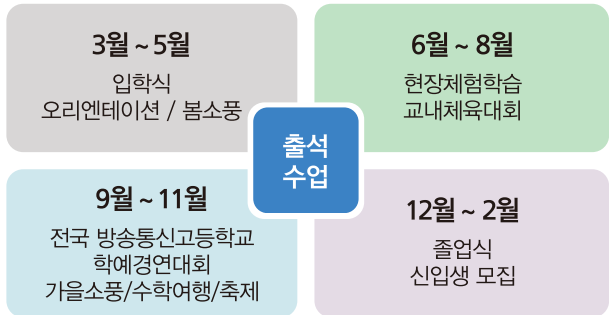 3월 ~ 5월
입학식
오리엔테이션 / 봄소풍
6월 ~ 8월
현장체험학습
교내체육대회
출석
수업
9월 ~ 11월
전국 방송통신고등학교
학예경연대회
가을소풍/수학여행/축제
12월 ~ 2월
졸업식
신입생 모집